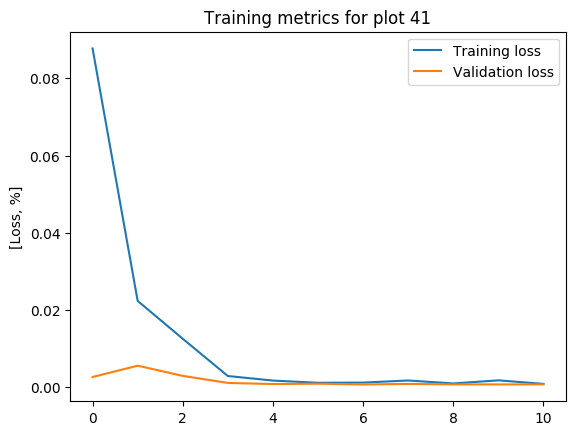 Training metrics for plot 41
Training loss
Validation loss
[Loss, %]
0.08
0.06
0.04
0.02
0.00
0 2 4 6 8 10